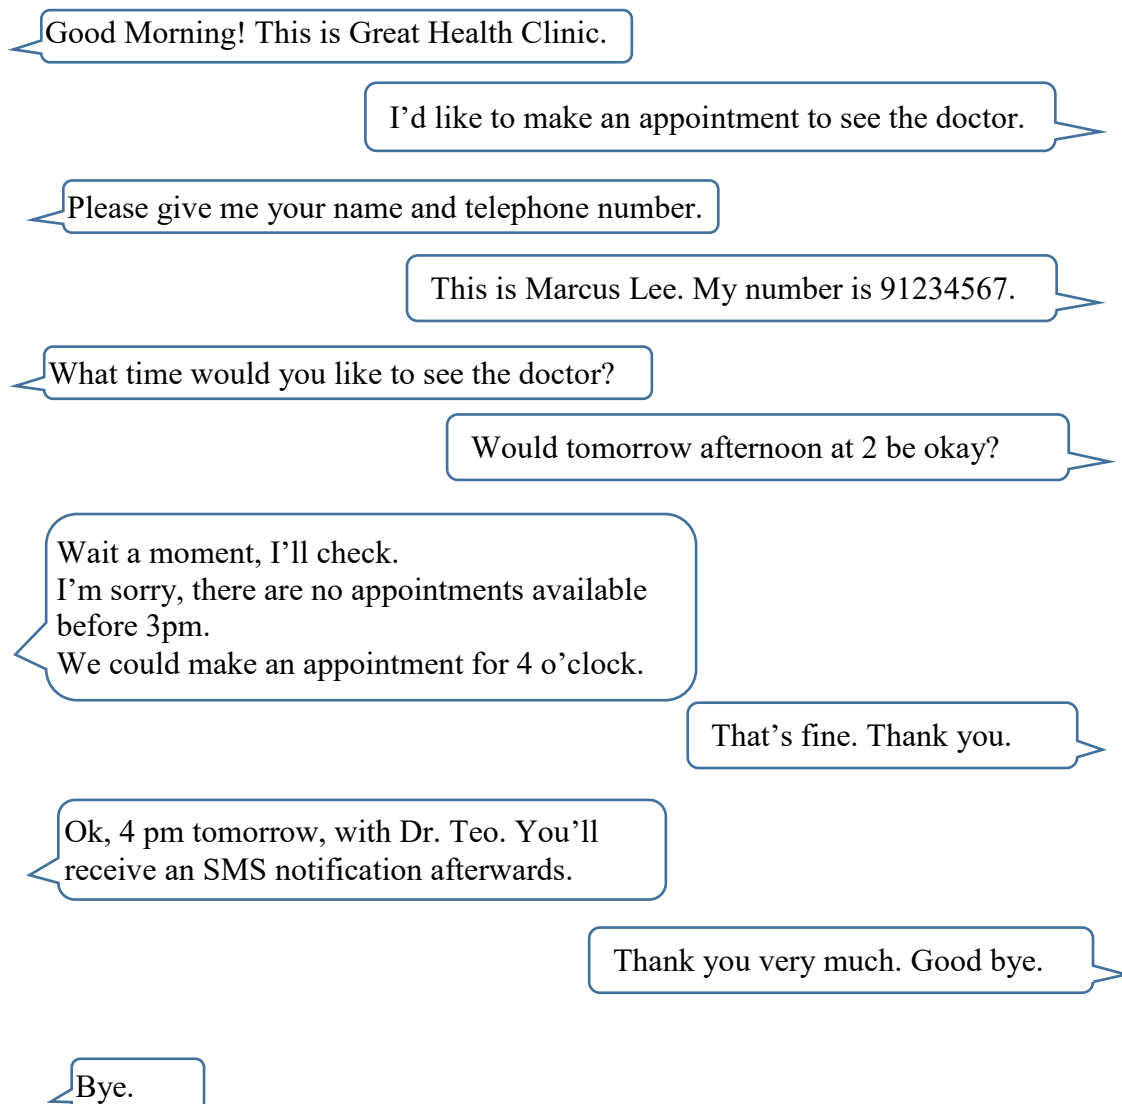 Good Morning! This is Great Health Clinic.
I’d like to make an appointment to see the doctor.
Please give me your name and telephone number.
This is Marcus Lee. My number is 91234567.
What time would you like to see the doctor?
Would tomorrow afternoon at 2 be okay?
Wait a moment, I’ll check.
I’m sorry, there are no appointments available
before 3pm.
We could make an appointment for 4 o’clock.
That’s fine. Thank you.
Ok, 4 pm tomorrow, with Dr. Teo. You’ll
receive an SMS notification afterwards.
Thank you very much. Good bye.
Bye.